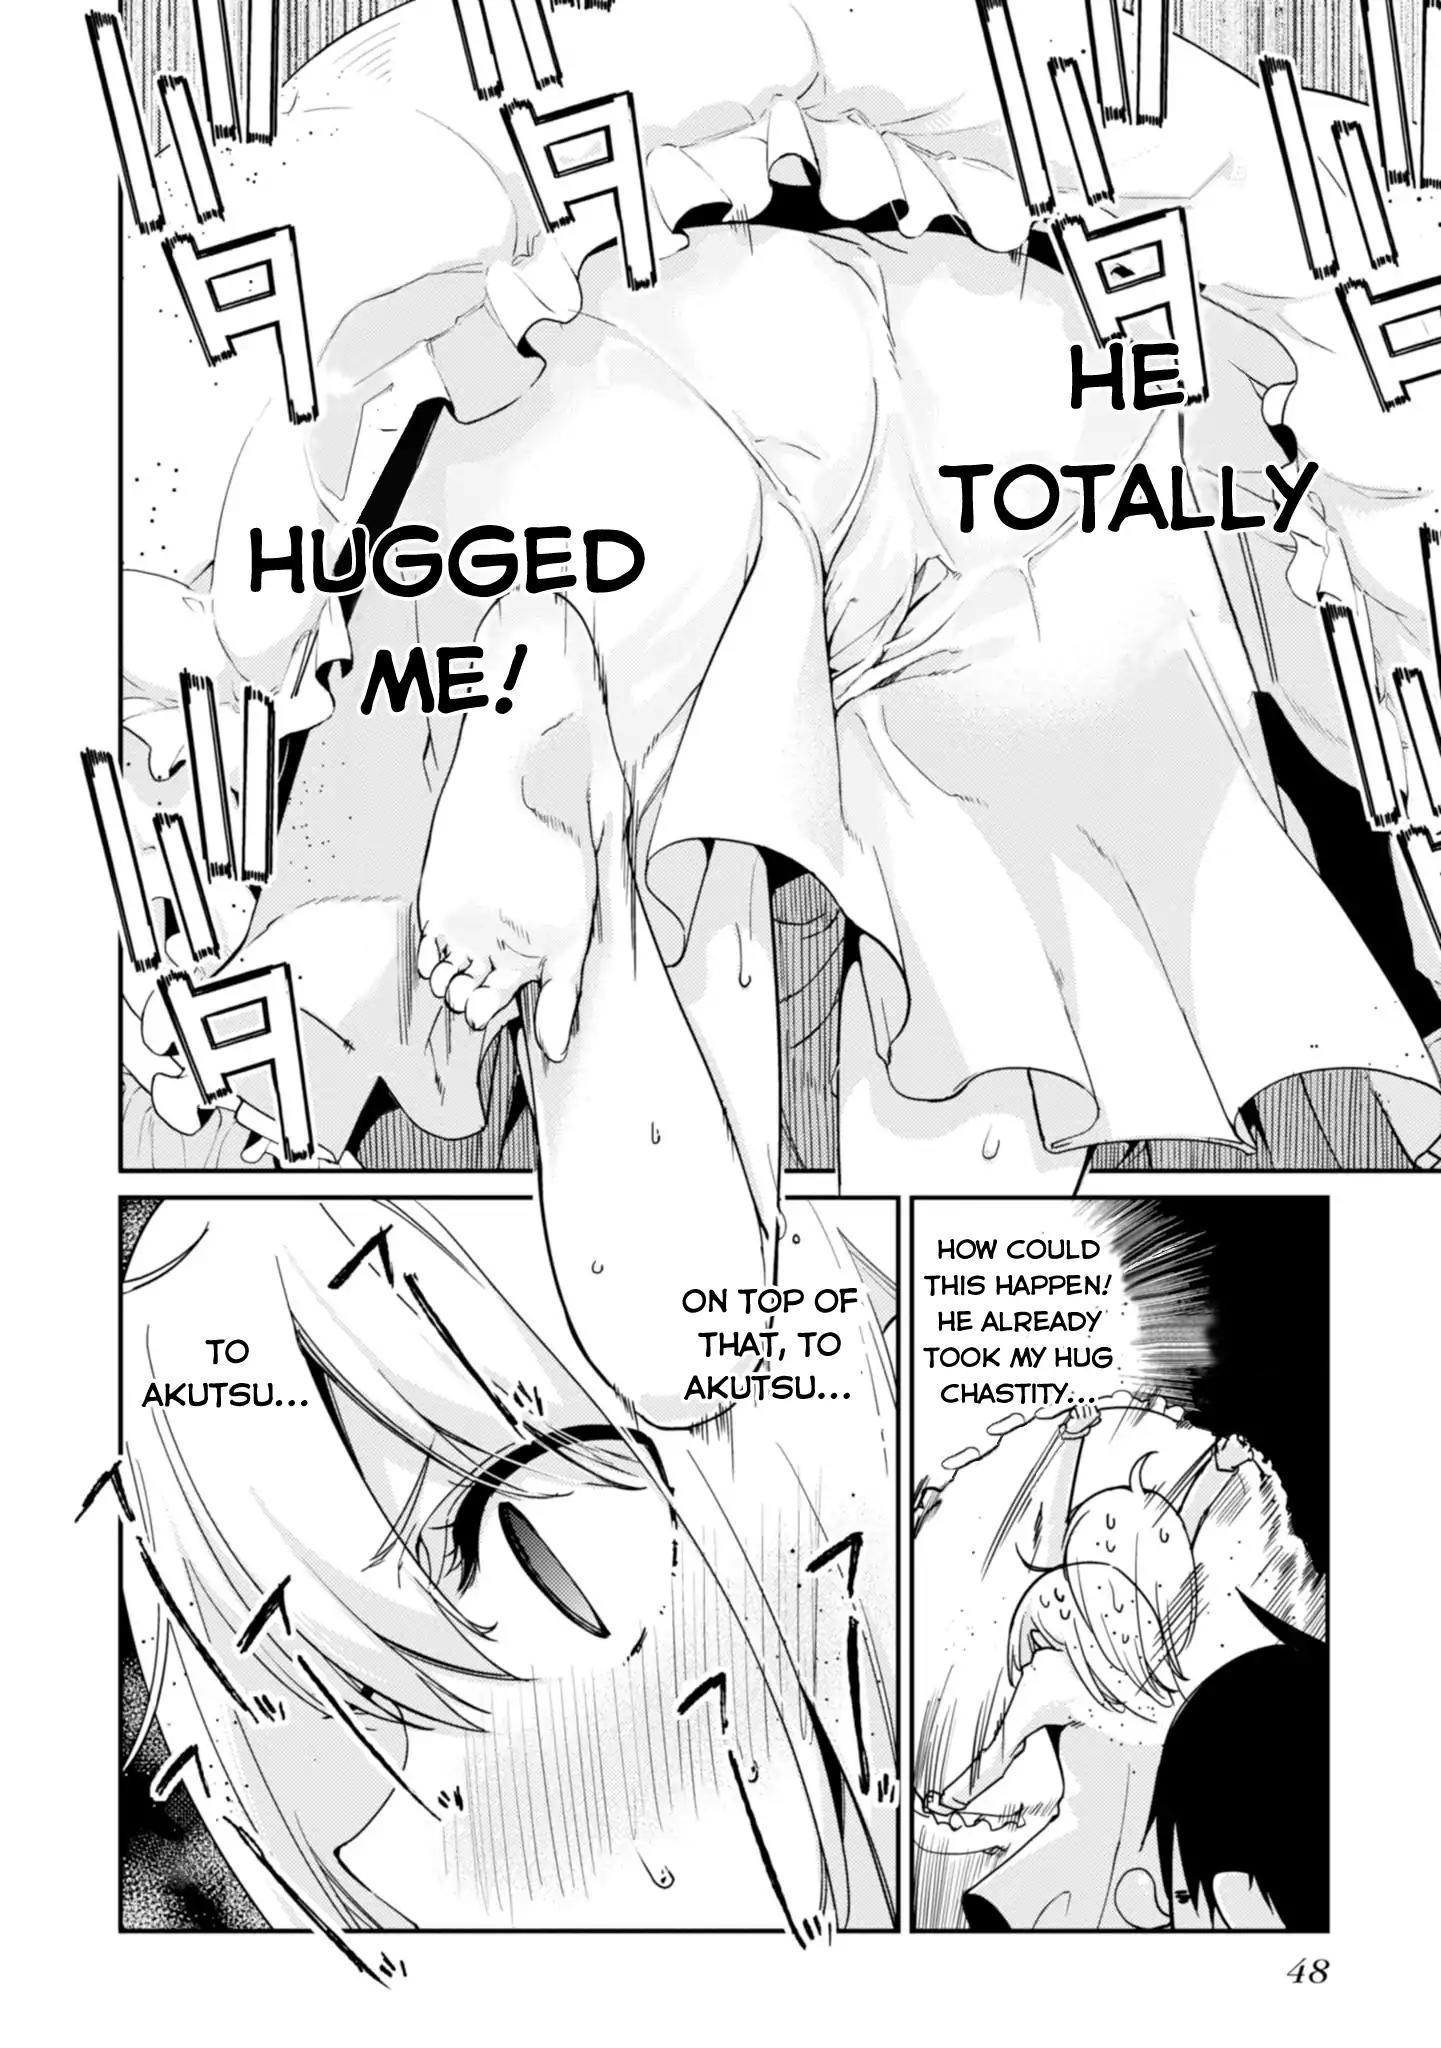 HE
TOTALLY
HUGGED
ME!
HOW COULD
THIS HAPPEN!
HE ALREADY
TOOK MY HUG
CHASTITY...
ON TOP OF
THAT, TO
AKUTSU...
TO
AKUTSU...
48